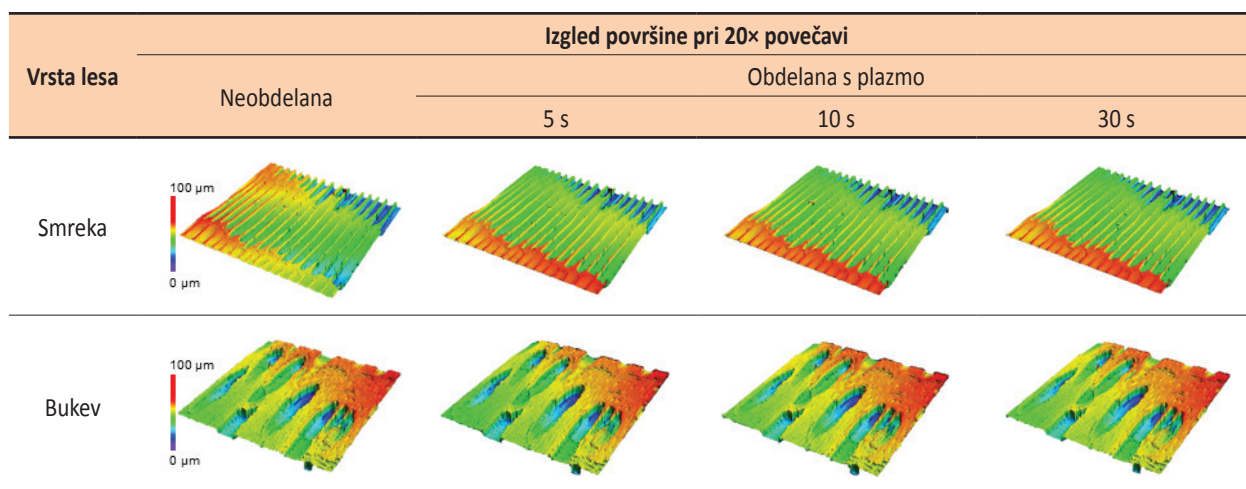 Vrsta lesa
Izgled površine pri 20× povečavi
Neobdelana
Obdelana s plazmo
5 s
10 s
30 s
Smreka
100 µm
0 µm
Bukev
100 µm
0 µm